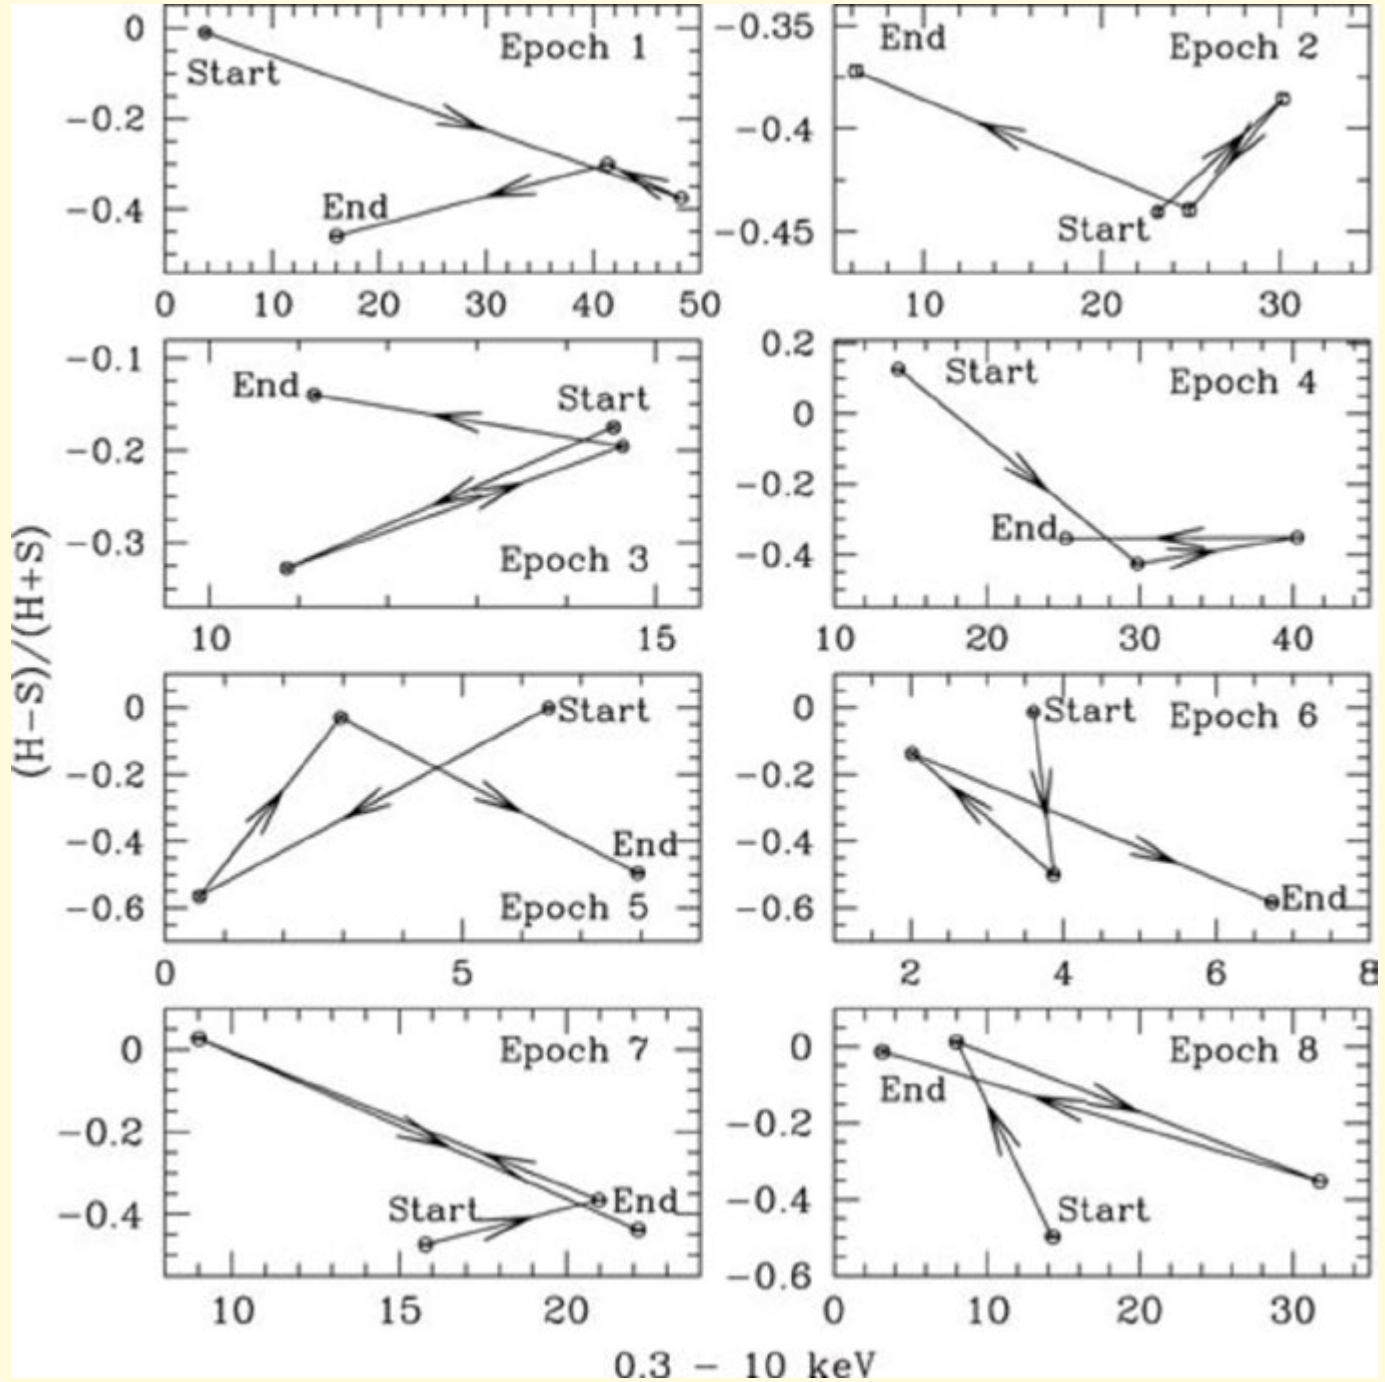 0
−0.2
−0.4
Start
End
Epoch 1
0 10 20 30 40 50
−0.35
−0.4
−0.45
End
Start
Epoch 2
10 20 30
−0.1
−0.2
−0.3
End
Start
Epoch 3
10 15
0.2
0
−0.2
−0.4
Start
End
Epoch 4
10 20 30 40
0
−0.2
−0.4
−0.6
Start
End
Epoch 5
0 5
0
−0.2
−0.4
−0.6
Start
End
Epoch 6
2 4 6 8
0
−0.2
−0.4
Start
End
Epoch 7
10 15 20
0
−0.2
−0.4
−0.6
End
Start
Epoch 8
0 10 20 30
(H−S)/(H+S)
0.3 − 10 keV